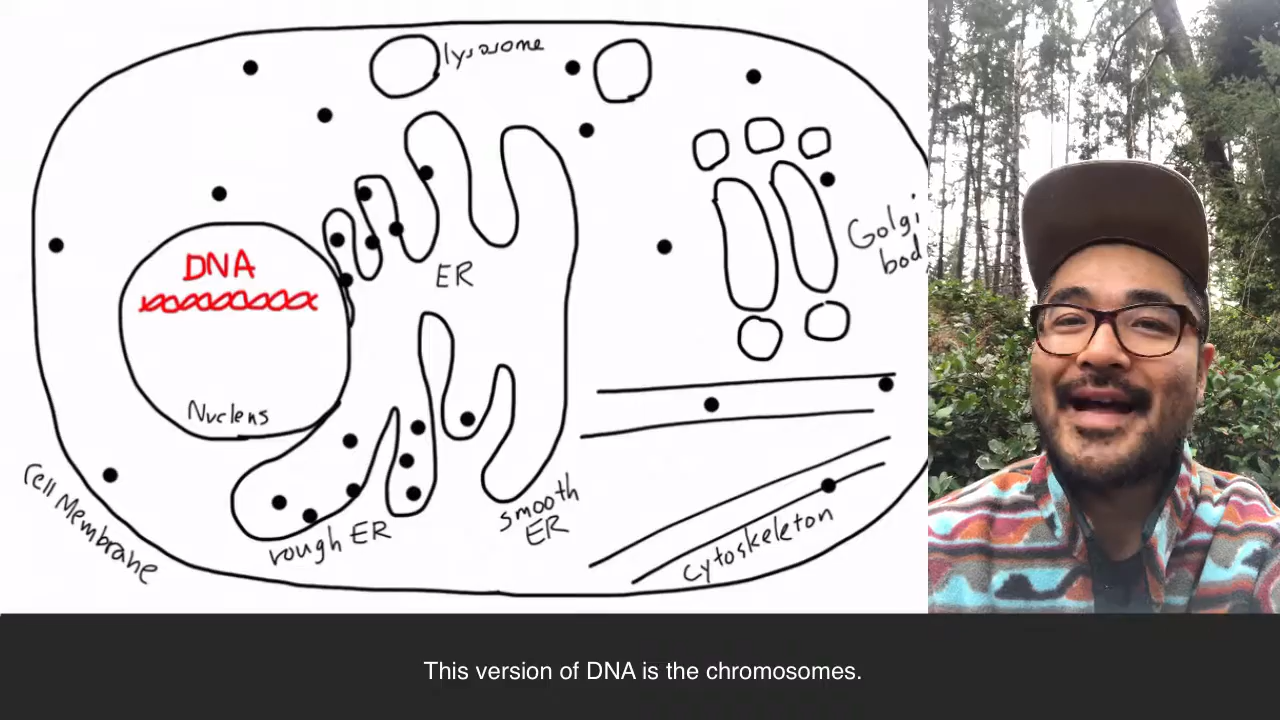 lysosome
DNA
ER
Golgi
bod
Nucleus
Cell Membrane
rough ER
smooth
ER
cytoskeleton
This version of DNA is the chromosomes.